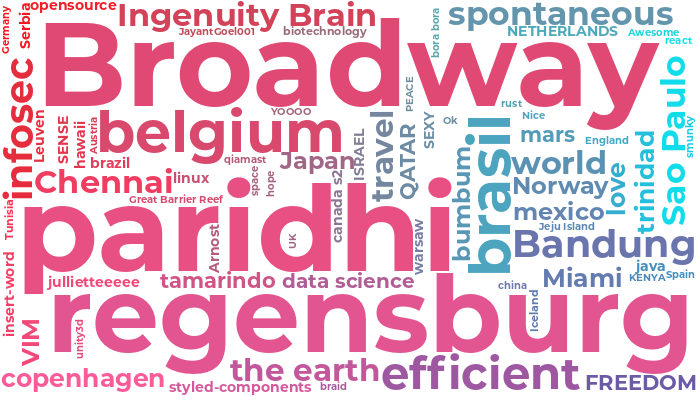 Germany
Serbia
opensource
Ingenuity Brain
JayantGoel001
biotechnology
bora bora
spontaneous
NETHERLANDS
Awesome
react
Broadway
infosec
Leuven
SENSE
hawaii
Austria
belgium
YOOOO
PEACE
travel
QATAR
SEXY
Ok
rust
Nice
mars
England
Sao Paulo
smunky
brazil
qiamast
Japan
ISRAEL
Chennai
linux
space
hope
canada s2
bumbum
brasil
world
Norway
love
trinidad
Great Barrier Reef
Tunisia
paridhi
Arnost
UK
warsaw
mexico
Jeju Island
Bandung
insert-word
jullietteeeee
tamarindo
data science
china
Miami
java
KENYA
Spain
VIM
unity3d
regensburg
Iceland
copenhagen
styled-components
the earth
braid
efficient
FREEDOM